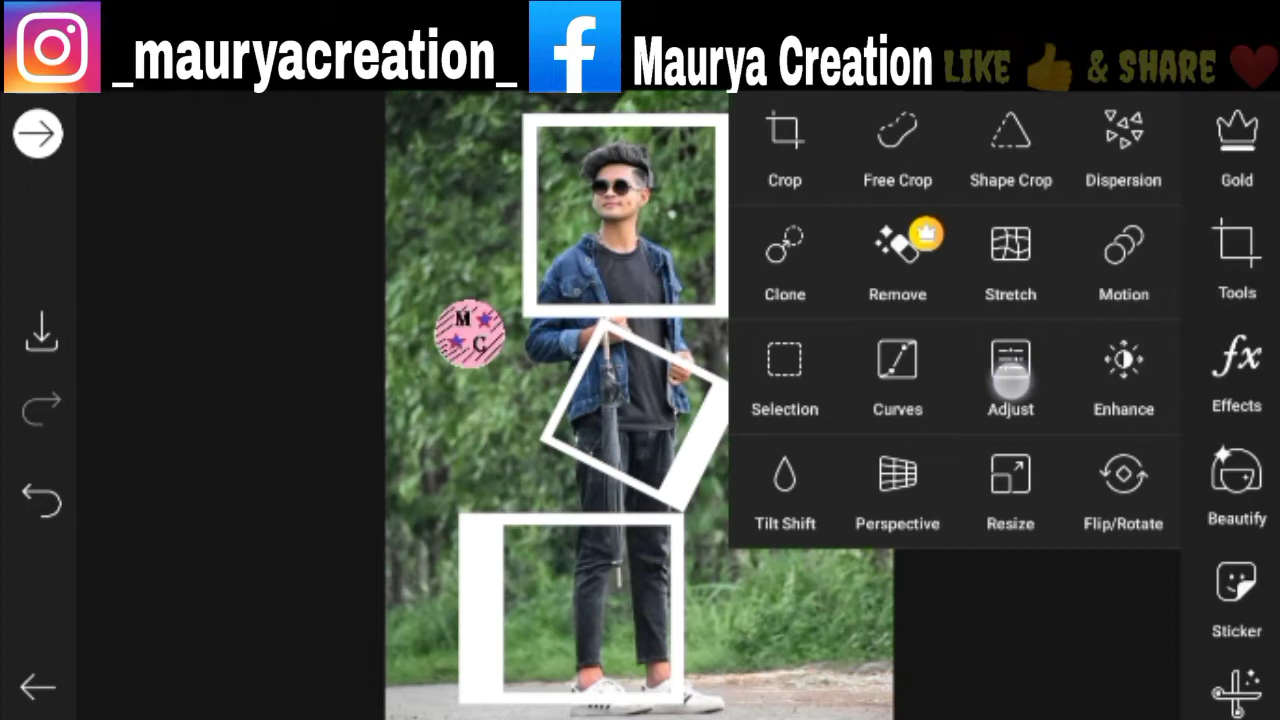 _mauryacreation_ Maurya Creation LIKE & SHARE
Crop Free Crop Shape Crop Dispersion Gold
Clone Remove Stretch Motion Tools
Selection Curves Adjust Enhance Effects
Tilt Shift Perspective Resize Flip/Rotate Beautify
Sticker
M
C